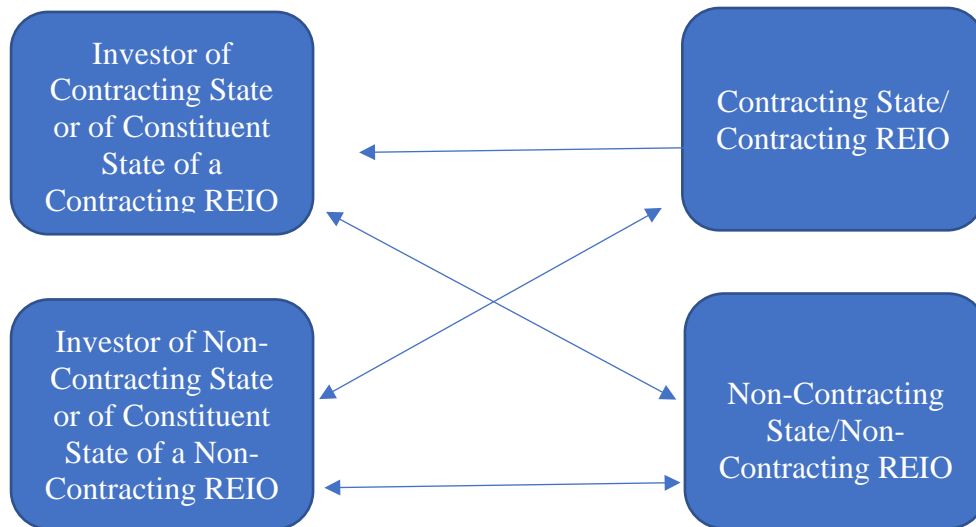 Investor of
Contracting State
or of Constituent
State of a
Contracting REIO
Contracting State/
Contracting REIO
Investor of Non-
Contracting State
or of Constituent
State of a Non-
Contracting REIO
Non-Contracting
State/Non-
Contracting REIO